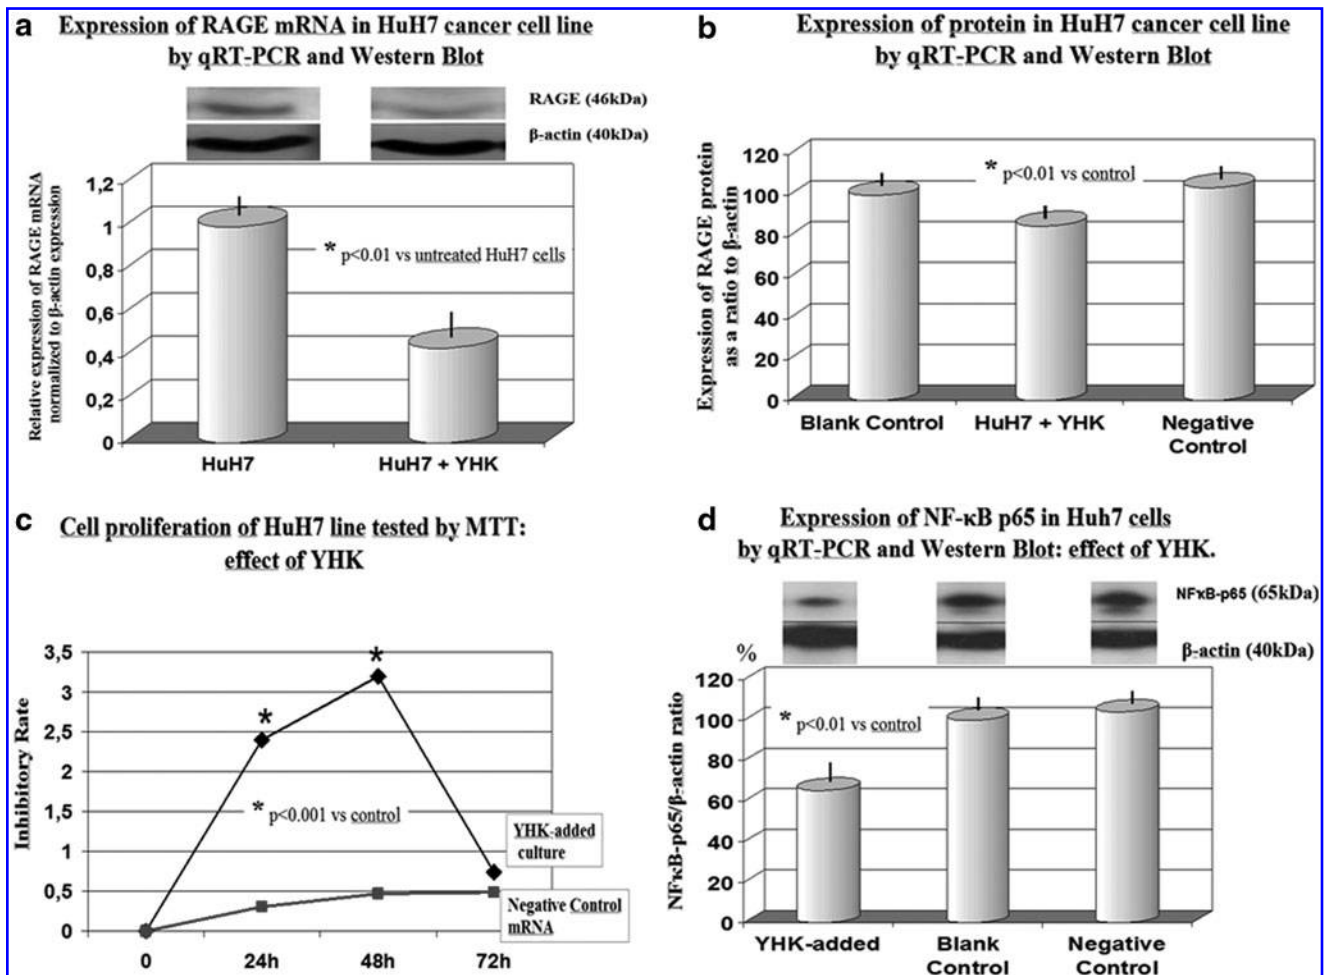 a
Expression of RAGE mRNA in HuH7 cancer cell line
by qRT-PCR and Western Blot
RAGE (46kDa)
β-actin (40kDa)
Relative expression of RAGE mRNA
normalized to β-actin expression
1,2
1
0,8
0,6
0,4
0,2
0
* p<0.01 vs untreated HuH7 cells
HuH7
HuH7 + YHK
b
Expression of protein in HuH7 cancer cell line
by qRT-PCR and Western Blot
Expression of RAGE protein
as a ratio to β-actin
120
100
80
60
40
20
0
* p<0.01 vs control
Blank Control
HuH7 + YHK
Negative
Control
c
Cell proliferation of HuH7 line tested by MTT:
effect of YHK
Inhibitory Rate
3,5
3
2,5
2
1,5
1
0,5
0
*
*
* p<0.001 vs control
YHK-added
culture
Negative Control
mRNA
0
24h
48h
72h
d
Expression of NF-κB p65 in Huh7 cells
by qRT-PCR and Western Blot: effect of YHK.
NFκB-p65 (65kDa)
β-actin (40kDa)
%
NFκB-p65/β-actin ratio
120
100
80
60
40
20
0
* p<0.01 vs control
YHK-added
Blank
Control
Negative
Control